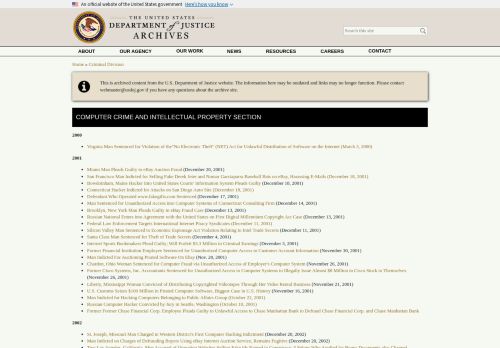 An official website of the United States government Here's how you know
THE UNITED STATES
DEPARTMENT of JUSTICE
ARCHIVES
Search this site
ABOUT OUR AGENCY OUR WORK NEWS RESOURCES CAREERS CONTACT
Home » Criminal Division
This is archived content from the U.S. Department of Justice website. The information here may be outdated and links may no longer function. Please contact
webmaster@usdoj.gov if you have any questions about the archive site.
COMPUTER CRIME AND INTELLECTUAL PROPERTY SECTION
2000
Virginia Man Sentenced for Violation of the "No Electronic Theft" (NET) Act for Unlawful Distribution of Software on the Internet (March 3, 2000)
2001
Miami Man Pleads Guilty to eBay Auction Fraud (December 20, 2001)
San Francisco Man Indicted for Selling Fake Derek Jeter and Nomar Garciaparra Baseball Bats on eBay, Harassing E-Mails (December 18, 2001)
Bowdoinham, Maine Hacker Into United States Courts' Information System Pleads Guilty (December 18, 2001)
Connecticut Hacker Indicted for Attacks on San Diego Auto Site (December 18, 2001)
Defendant Who Operated www.fakegifts.com Sentenced (December 17, 2001)
Man Sentenced for Unauthorized Access into Computer Systems of Connecticut Consulting Firm (December 14, 2001)
Brooklyn, New York Man Pleads Guilty in eBay Fraud Case (December 13, 2001)
Russian National Enters into Agreement with the United States on First Digital Millennium Copyright Act Case (December 13, 2001)
Federal Law Enforcement Targets International Internet Piracy Syndicates (December 11, 2001)
Silicon Valley Man Sentenced to Economic Espionage Act Violation Relating to Intel Trade Secrets (December 11, 2001)
Santa Clara Man Sentenced for Theft of Trade Secrets (December 4, 2001)
Internet Sports Bookmakers Plead Guilty; Will Forfeit $3.3 Million in Criminal Earnings (December 3, 2001)
Former Financial Institution Employee Sentenced for Unauthorized Computer Access to Customer Account Information (November 30, 2001)
Man Indicted For Auctioning Pirated Software On eBay (Nov. 29, 2001)
Chardon, Ohio Woman Sentenced for Computer Fraud via Unauthorized Access of Employer's Computer System (November 26, 2001)
Former Cisco Systems, Inc. Accountants Sentenced for Unauthorized Access to Computer Systems to Illegally Issue Almost $8 Million in Cisco Stock to Themselves
(November 26, 2001)
Liberty, Mississippi Woman Convicted of Distributing Copyrighted Videotapes Through Her Video Rental Business (November 21, 2001)
U.S. Customs Seizes $100 Million in Pirated Computer Software, Biggest Case in U.S. History (November 16, 2001)
Man Indicted for Hacking Computers Belonging to Public Affairs Group (October 22, 2001)
Russian Computer Hacker Convicted by Jury in Seattle, Washington (October 10, 2001)
Former Former Chase Financial Corp. Employees Pleads Guilty to Unlawful Access to Chase Manhattan Bank to Defraud Chase Financial Corp. and Chase Manhattan Bank
2002
St. Joseph, Missouri Man Charged in Western District's First Computer Hacking Indictment (December 20, 2002)
Man Indicted on Charges of Defrauding Buyers Using eBay Internet Auction Service, Remains Fugitive (December 20, 2002)